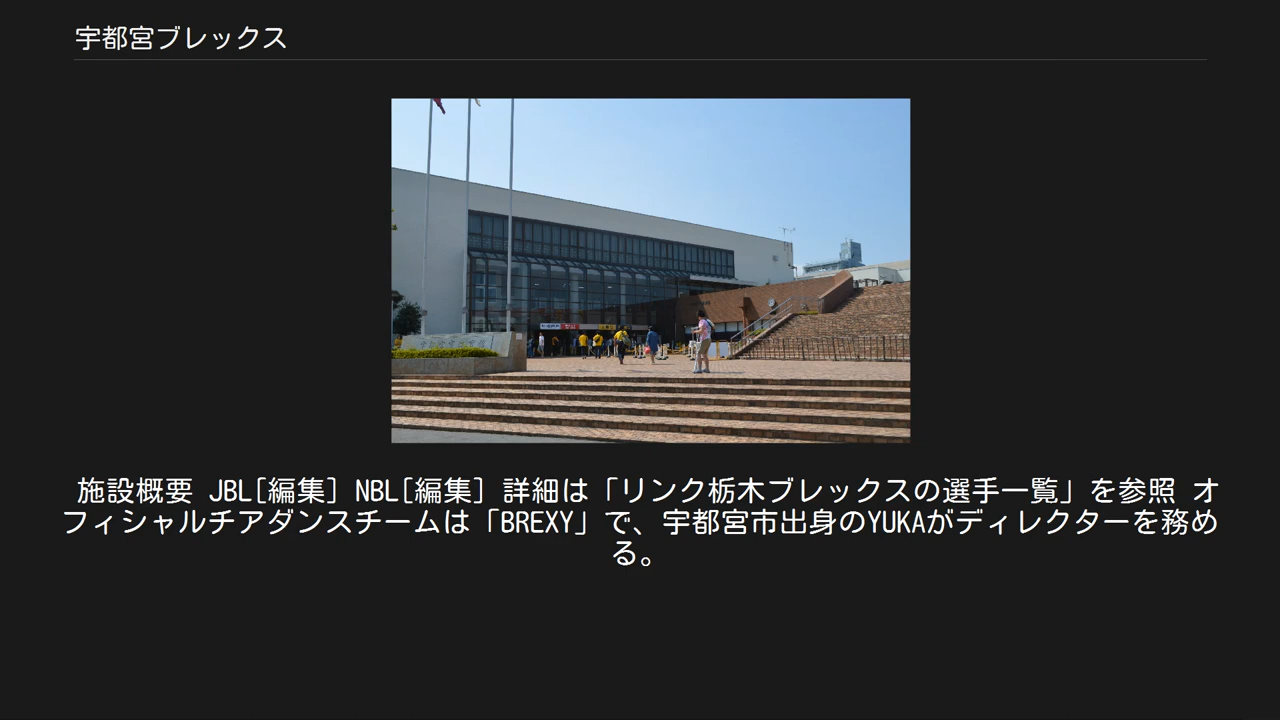 宇都宮ブレックス
施設概要 JBL[編集] NBL[編集] 詳細は「リンク栃木ブレックスの選手一覧」を参照 オ
フィシャルチアダンスチームは「BREXY」で、宇都宮市出身のYUKAがディレクターを務め
る。